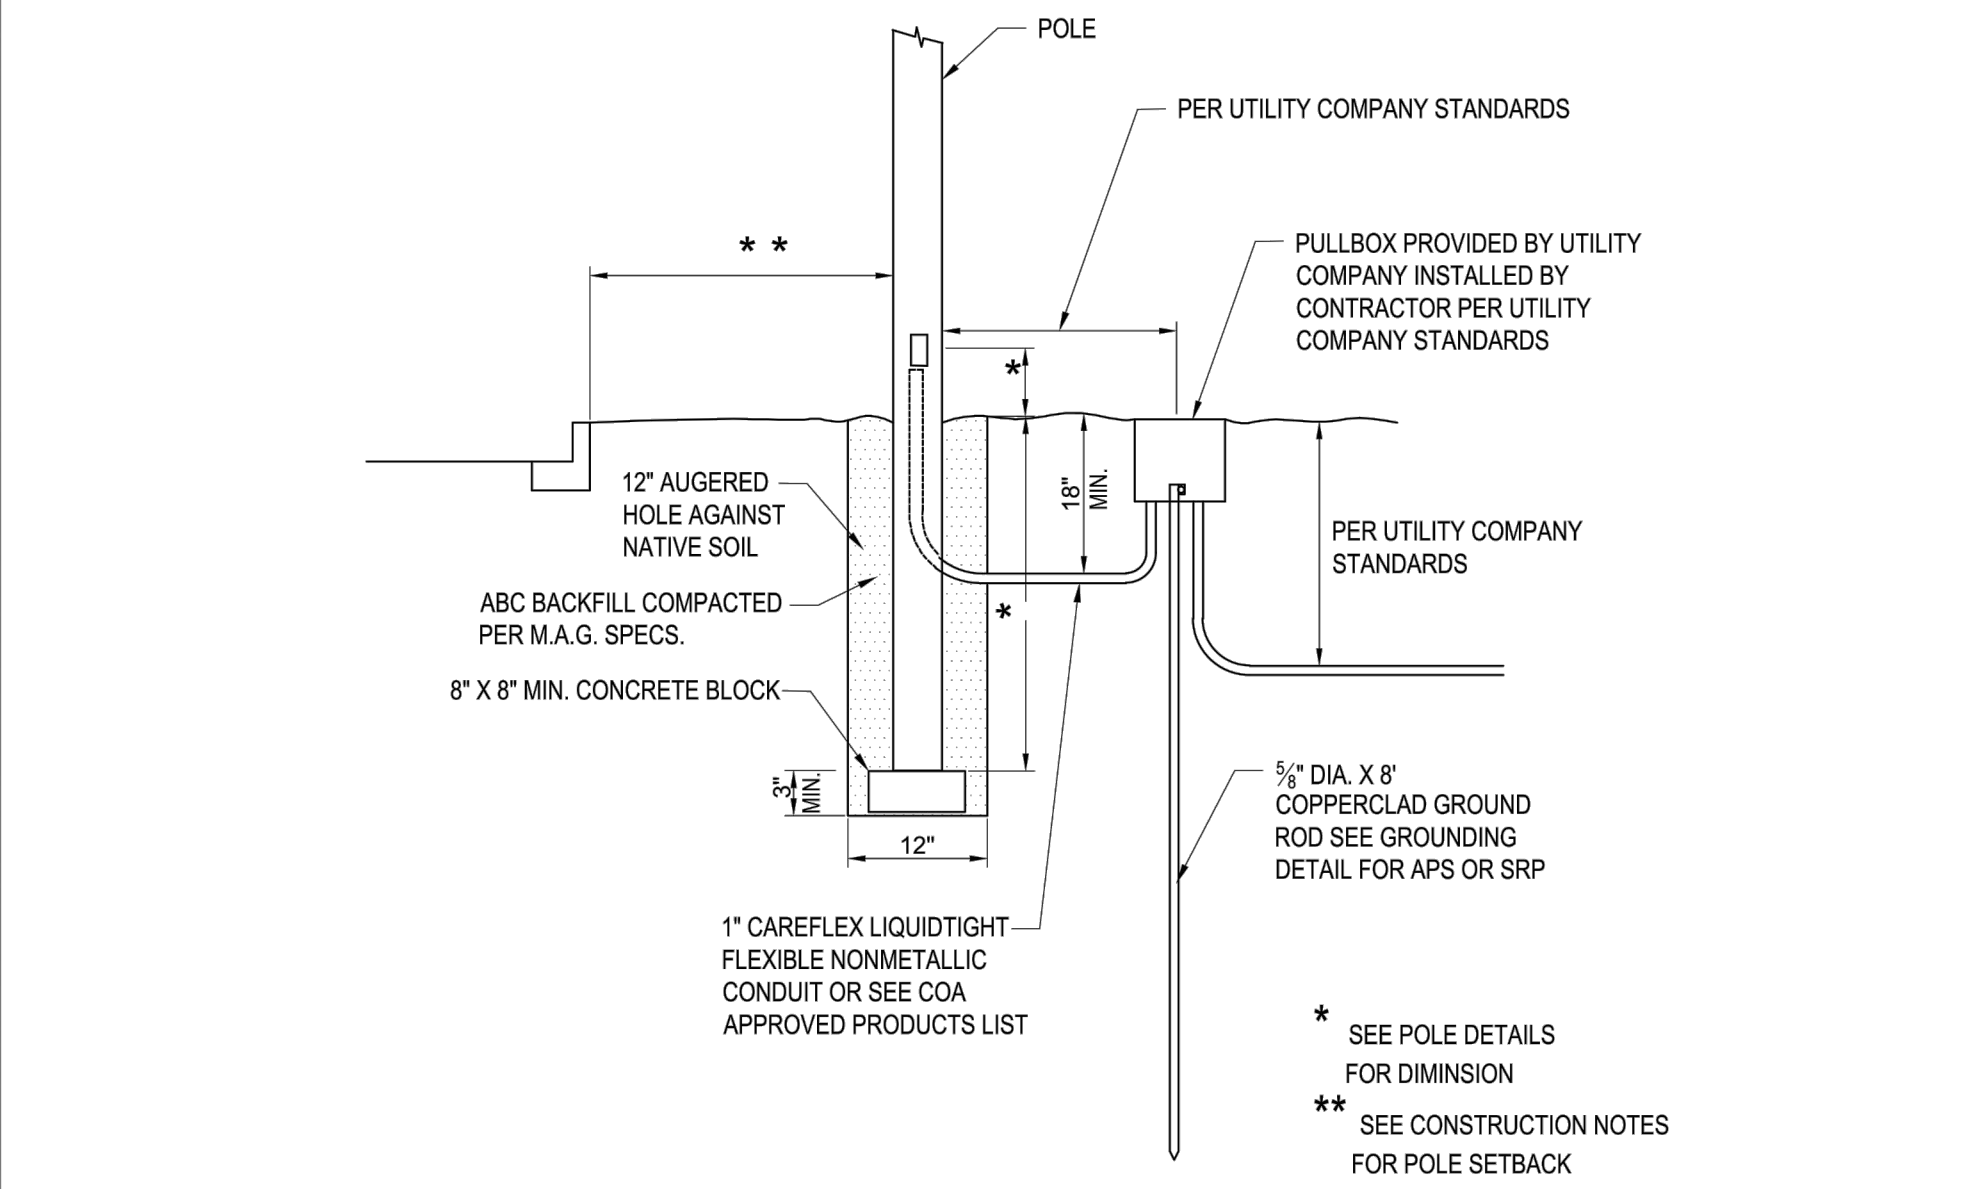 POLE
PER UTILITY COMPANY STANDARDS
* *
PULLBOX PROVIDED BY UTILITY
COMPANY INSTALLED BY
CONTRACTOR PER UTILITY
COMPANY STANDARDS
*
12" AUGERED
HOLE AGAINST
NATIVE SOIL
18"
MIN.
PER UTILITY COMPANY
STANDARDS
ABC BACKFILL COMPACTED
PER M.A.G. SPECS.
*
8" X 8" MIN. CONCRETE BLOCK
3"
MIN.
12"
⅝" DIA. X 8'
COPPERCLAD GROUND
ROD SEE GROUNDING
DETAIL FOR APS OR SRP
1" CAREFLEX LIQUIDTIGHT
FLEXIBLE NONMETALLIC
CONDUIT OR SEE COA
APPROVED PRODUCTS LIST
* SEE POLE DETAILS
FOR DIMINSION
** SEE CONSTRUCTION NOTES
FOR POLE SETBACK